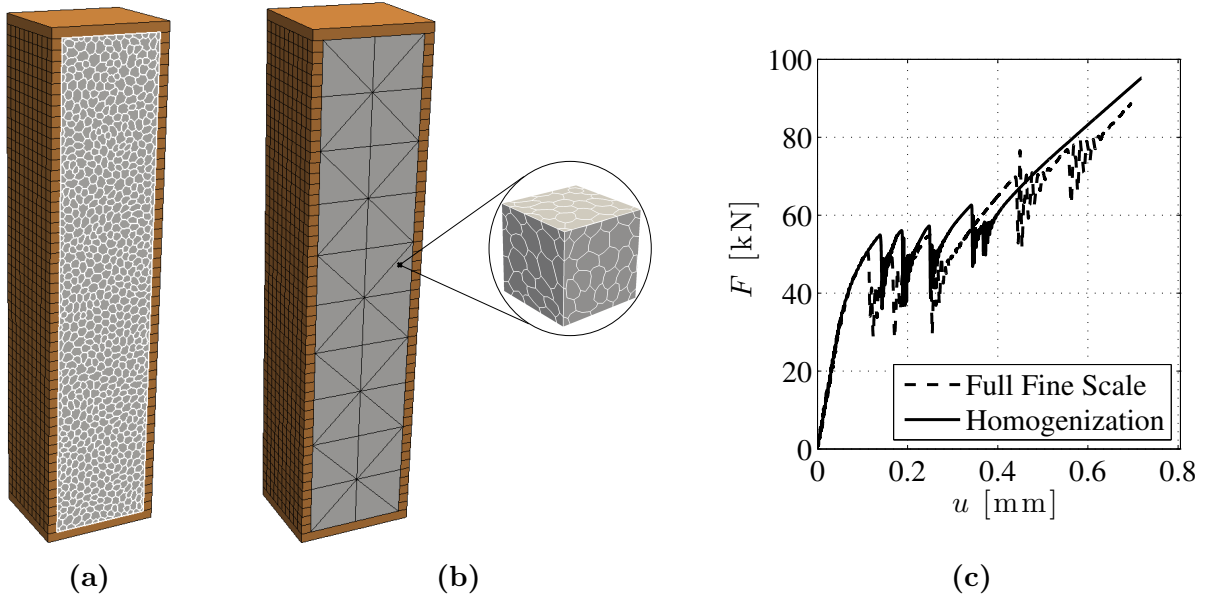 100
80
60
40
20
0
F [kN]
0 0.2 0.4 0.6 0.8
u [mm]
Full Fine Scale
Homogenization
(a) (b) (c)